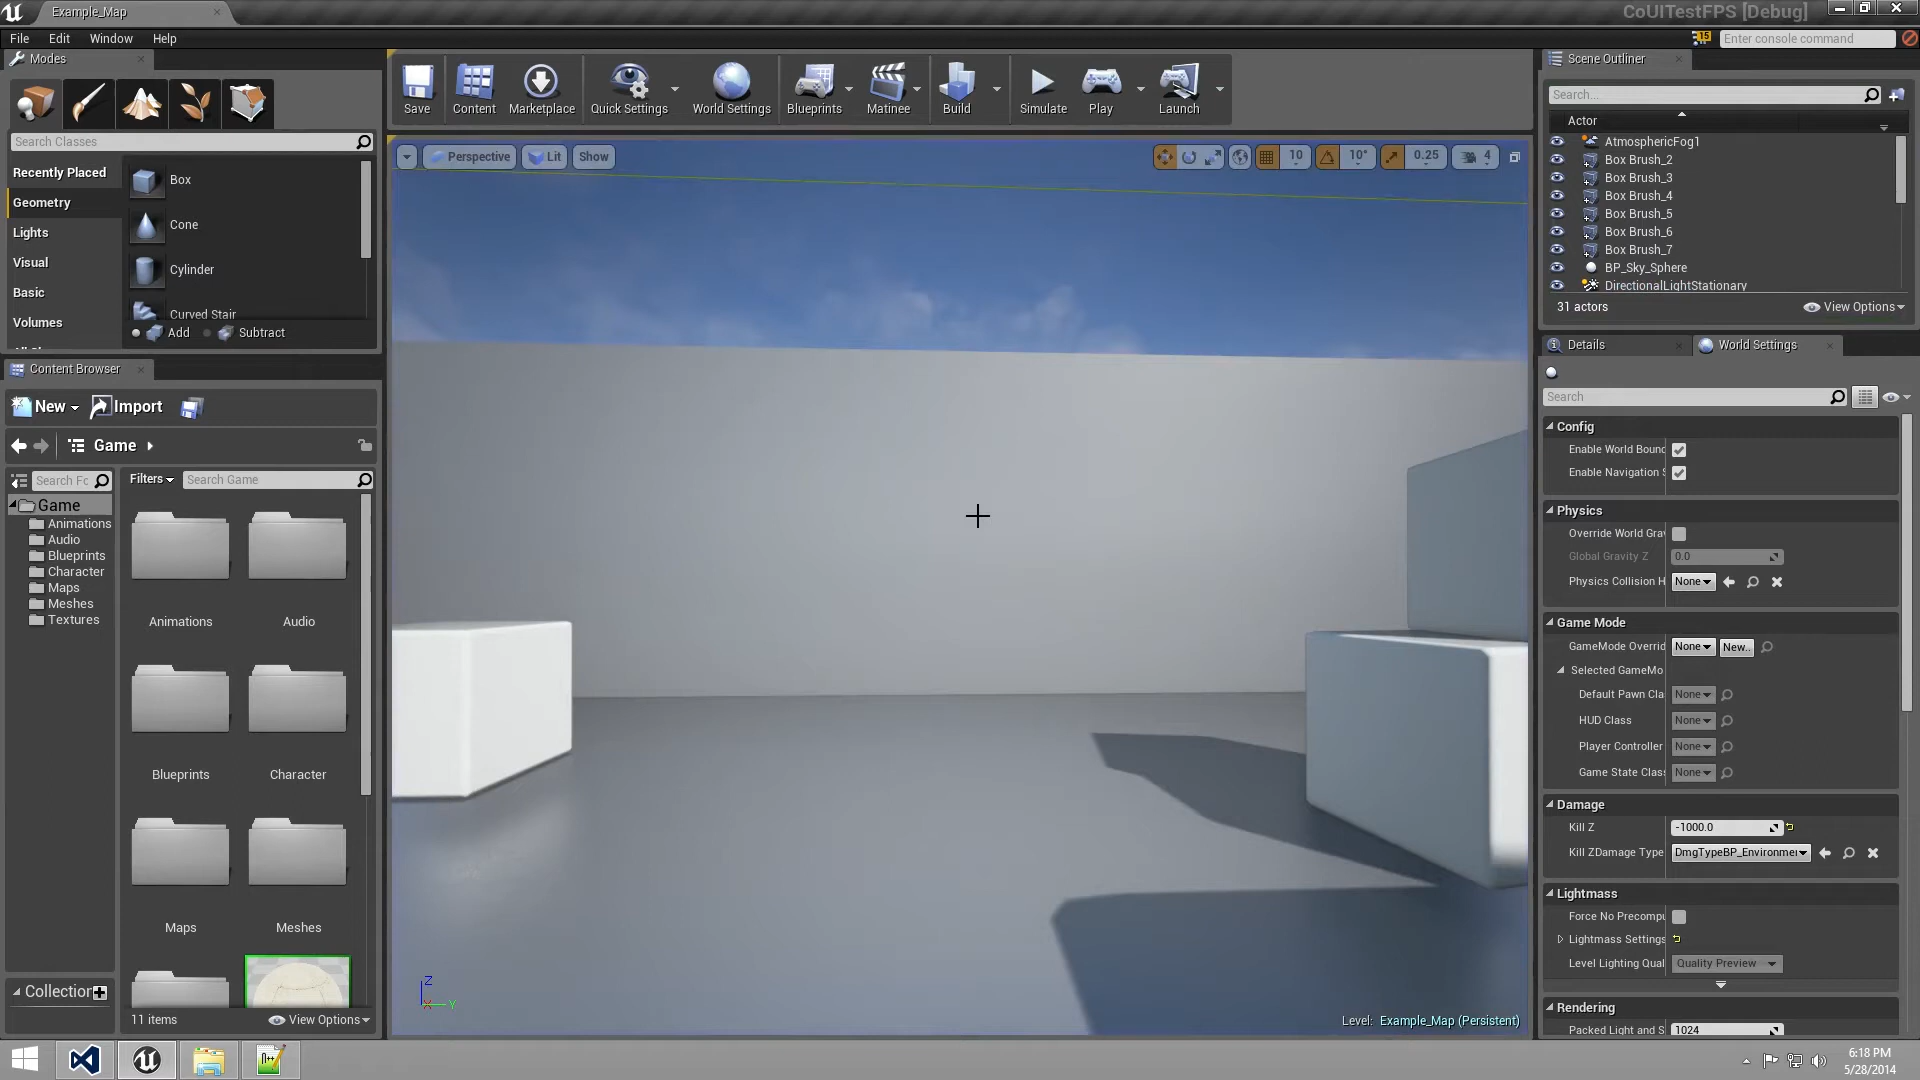 Example_Map
CoUITestFPS [Debug]
File Edit Window Help
15
Enter console command
Modes
Search Classes
Recently Placed
Geometry
Lights
Visual
Basic
Volumes
Box
Cone
Cylinder
Curved Stair
Add Subtract
Save
Content
Marketplace
Quick Settings
World Settings
Blueprints
Matinee
Build
Simulate
Play
Launch
Perspective Lit Show
10 10° 0.25 4
Scene Outliner
Search...
Actor
AtmosphericFog1
Box Brush_2
Box Brush_3
Box Brush_4
Box Brush_5
Box Brush_6
Box Brush_7
BP_Sky_Sphere
DirectionalLightStationary
31 actors
View Options
Content Browser
New Import
Game
Search Fo
Filters
Search Game
Game
Animations
Audio
Blueprints
Character
Maps
Meshes
Textures
Animations
Audio
Blueprints
Character
Maps
Meshes
Collection
11 items
View Options
Z
X
Y
Level: Example_Map (Persistent)
Details
World Settings
Search
Config
Enable World Bound
Enable Navigation S
Physics
Override World Grav
Global Gravity Z 0.0
Physics Collision H None
Game Mode
GameMode Overrid None New..
Selected GameMo
Default Pawn Cla None
HUD Class None
Player Controller None
Game State Class None
Damage
Kill Z -1000.0
Kill ZDamage Type DmgTypeBP_Environmen
Lightmass
Force No Precompu
Lightmass Settings
Level Lighting Qual Quality Preview
Rendering
Packed Light and S 1024
6:18 PM
5/28/2014